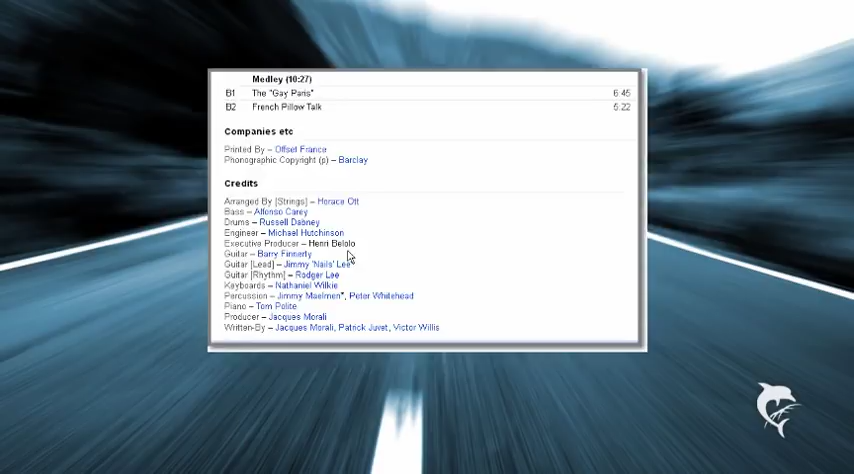 Medley (10:27)
B1 The "Gay Paris" 6:45
B2 French Pillow Talk 5:22
Companies etc
Printed By – Offset France
Phonographic Copyright (p) – Barclay
Credits
Arranged By [Strings] – Horace Ott
Bass – Alfonso Carey
Drums – Russell Dabney
Engineer – Michael Hutchinson
Executive Producer – Henri Belolo
Guitar – Barry Finnerty
Guitar [Lead] – Jimmy 'Nails' Lee
Guitar [Rhythm] – Rodger Lee
Keyboards – Nathaniel Wilkie
Percussion – Jimmy Maelmen*, Peter Whitehead
Piano – Tom Polite
Producer – Jacques Morali
Written-By – Jacques Morali, Patrick Juvet, Victor Willis